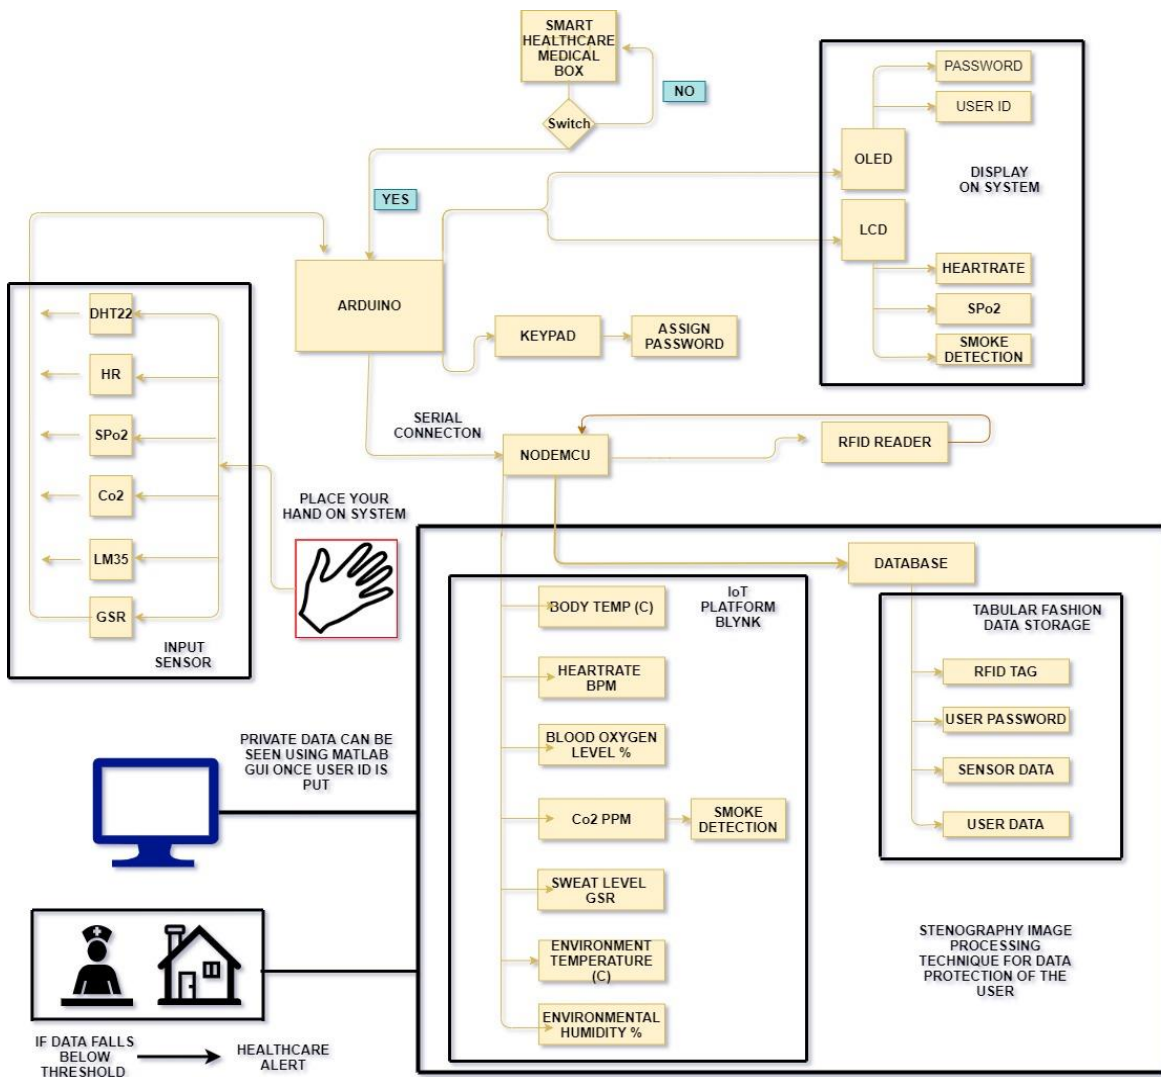 SMART
HEALTHCARE
MEDICAL
BOX
NO
Switch
YES
PASSWORD
USER ID
OLED
DISPLAY
ON SYSTEM
LCD
HEARTRATE
SPo2
SMOKE
DETECTION
ARDUINO
KEYPAD
ASSIGN
PASSWORD
DHT22
HR
SPo2
Co2
LM35
GSR
INPUT
SENSOR
SERIAL
CONNECTON
NODEMCU
RFID READER
PLACE YOUR
HAND ON SYSTEM
DATABASE
TABULAR FASHION
DATA STORAGE
RFID TAG
USER PASSWORD
SENSOR DATA
USER DATA
IoT
PLATFORM
BLYNK
BODY TEMP (C)
HEARTRATE
BPM
BLOOD OXYGEN
LEVEL %
Co2 PPM
SMOKE
DETECTION
SWEAT LEVEL
GSR
ENVIRONMENT
TEMPERATURE
(C)
ENVIRONMENTAL
HUMIDITY %
PRIVATE DATA CAN BE
SEEN USING MATLAB
GUI ONCE USER ID IS
PUT
STENOGRAPHY IMAGE
PROCESSING
TECHNIQUE FOR DATA
PROTECTION OF THE
USER
IF DATA FALLS
BELOW
THRESHOLD
HEALTHCARE
ALERT